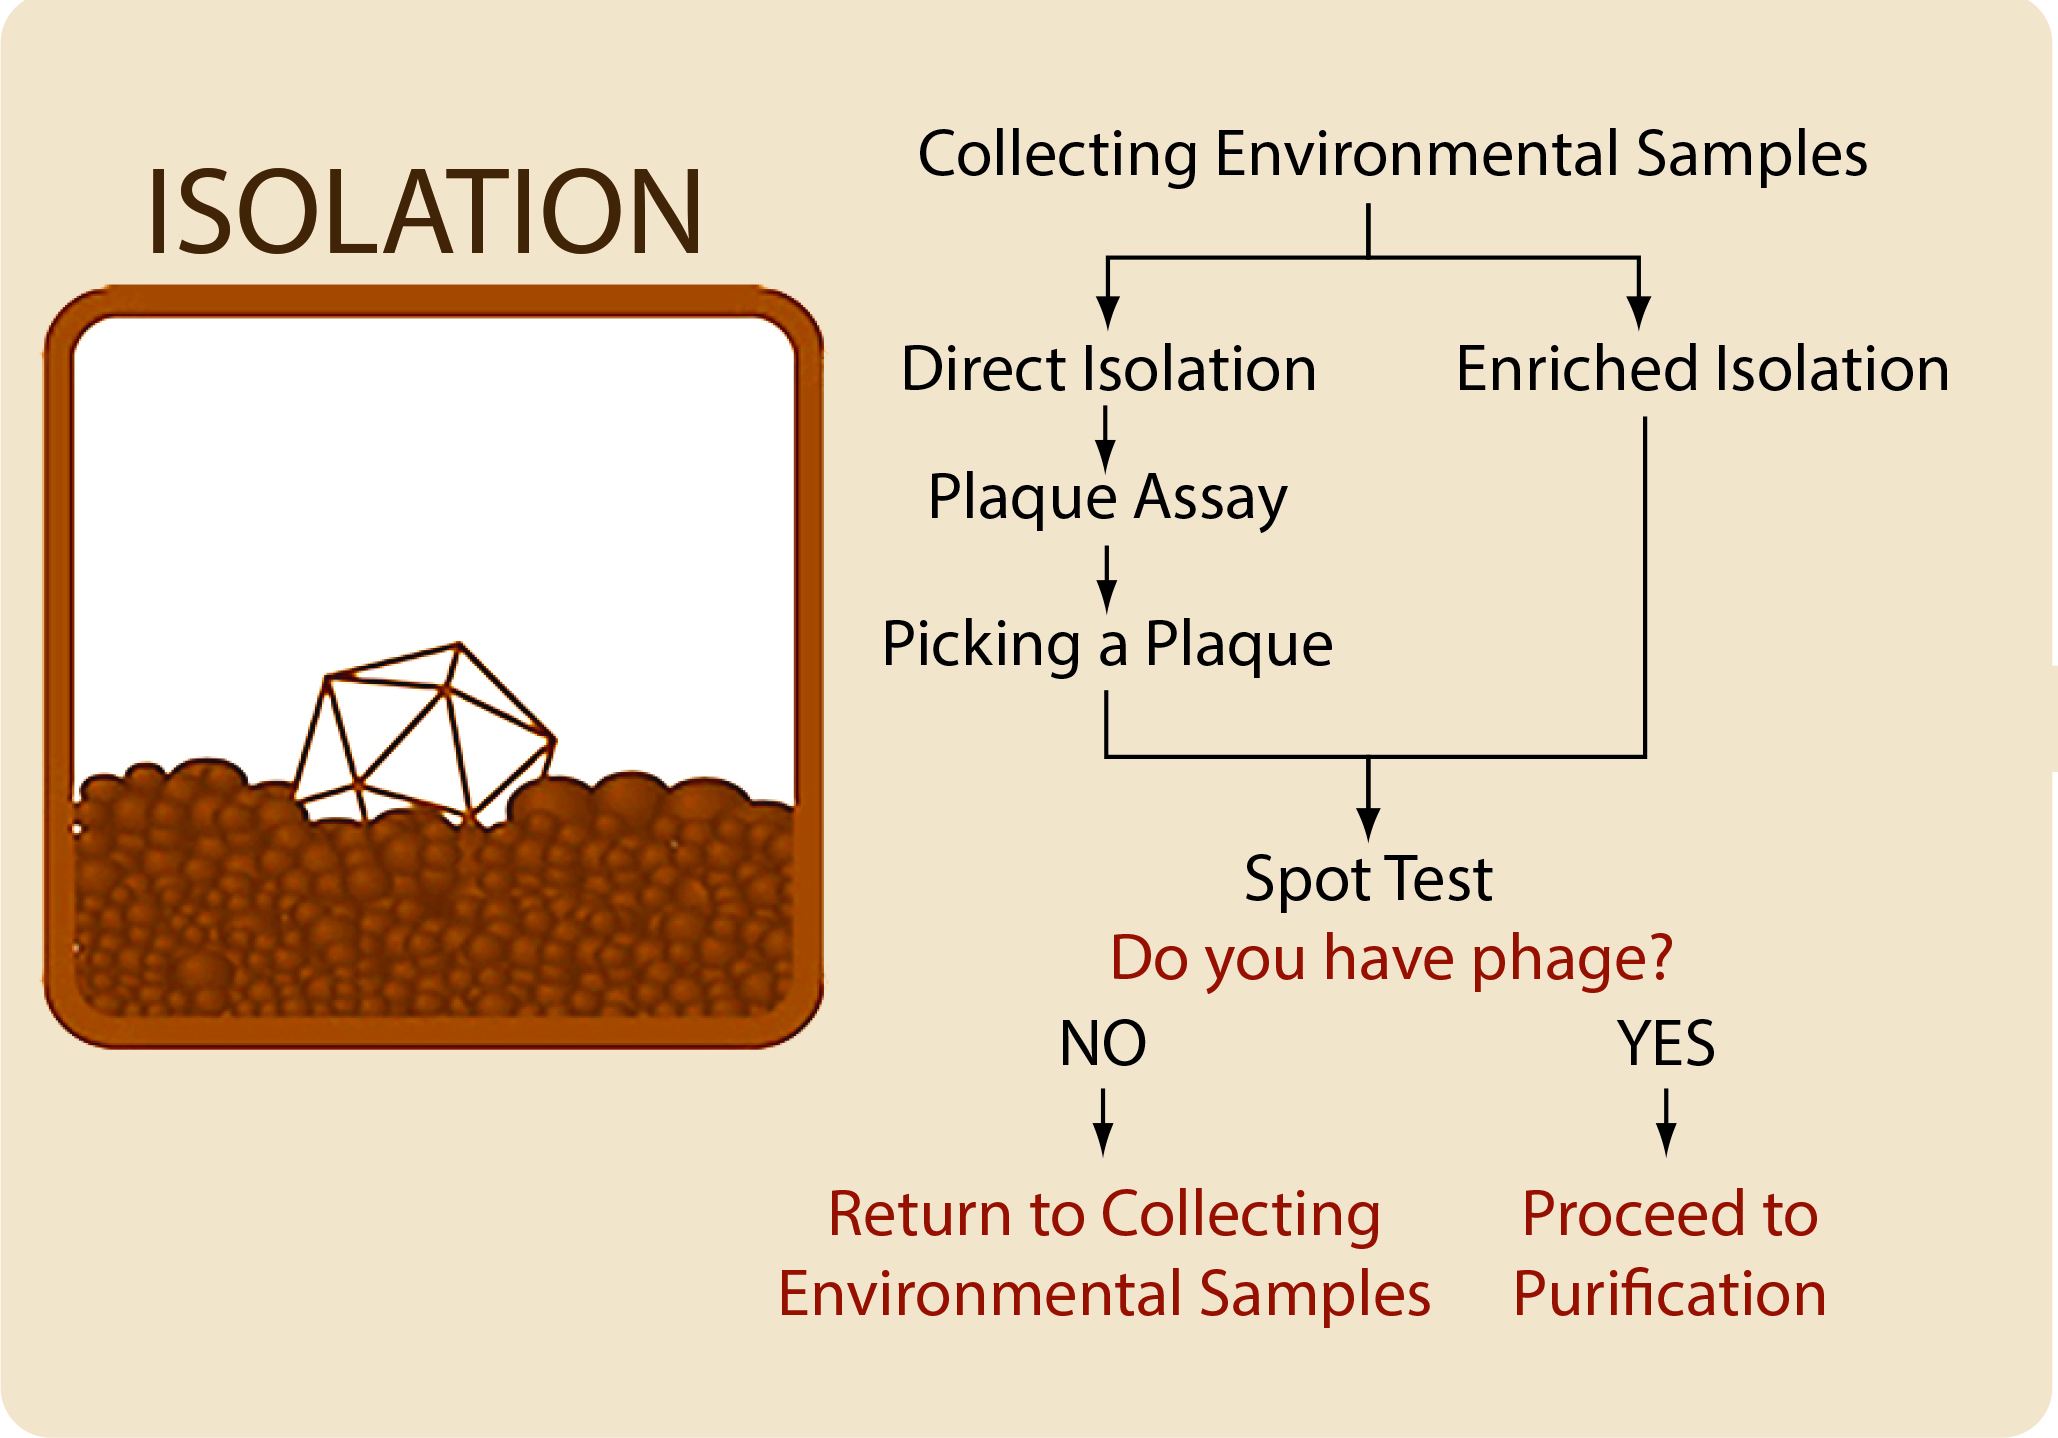 ISOLATION
Collecting Environmental Samples
Direct Isolation
Enriched Isolation
Plaque Assay
Picking a Plaque
Spot Test
Do you have phage?
NO
YES
Return to Collecting
Environmental Samples
Proceed to
Purification